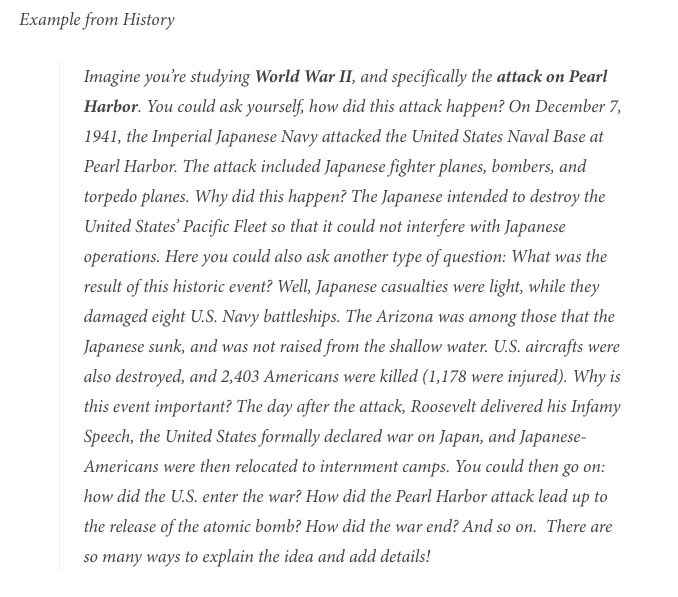 Example from History
Imagine you're studying World War II, and specifically the attack on Pearl
Harbor. You could ask yourself, how did this attack happen? On December 7,
1941, the Imperial Japanese Navy attacked the United States Naval Base at
Pearl Harbor. The attack included Japanese fighter planes, bombers, and
torpedo planes. Why did this happen? The Japanese intended to destroy the
United States' Pacific Fleet so that it could not interfere with Japanese
operations. Here you could also ask another type of question: What was the
result of this historic event? Well, Japanese casualties were light, while they
damaged eight U.S. Navy battleships. The Arizona was among those that the
Japanese sunk, and was not raised from the shallow water. U.S. aircrafts were
also destroyed, and 2,403 Americans were killed (1,178 were injured). Why is
this event important? The day after the attack, Roosevelt delivered his Infamy
Speech, the United States formally declared war on Japan, and Japanese-
Americans were then relocated to internment camps. You could then go on:
how did the U.S. enter the war? How did the Pearl Harbor attack lead up to
the release of the atomic bomb? How did the war end? And so on.  There are
so many ways to explain the idea and add details!